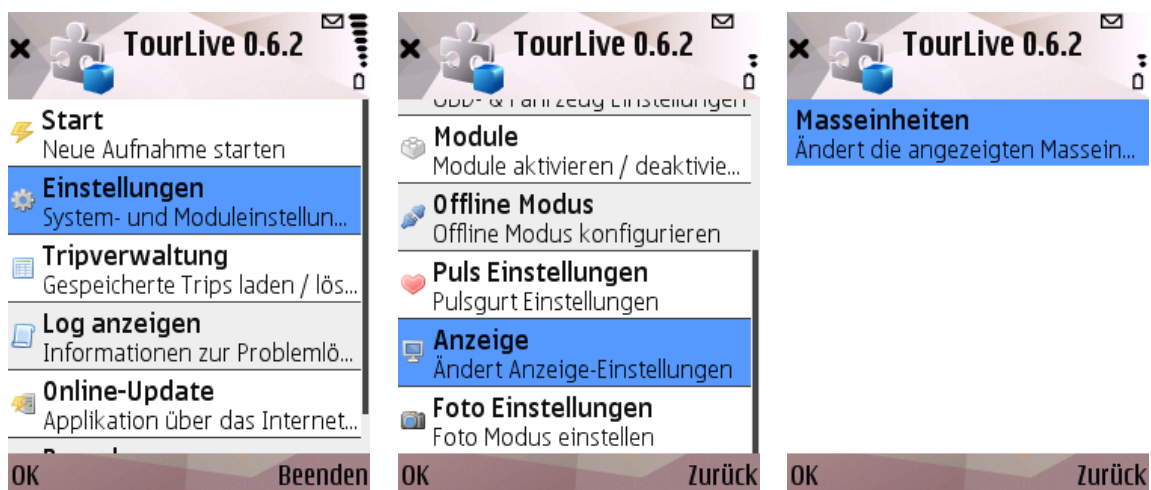 TourLive 0.6.2
Start
Neue Aufnahme starten
Einstellungen
System- und Moduleinstellun...
Tripverwaltung
Gespeicherte Trips laden / lös...
Log anzeigen
Informationen zur Problemlö...
Online-Update
Applikation über das Internet...
OK Beenden
TourLive 0.6.2
OBD- & Fahrzeug Einstellungen
Module
Module aktivieren / deaktivie...
Offline Modus
Offline Modus konfigurieren
Puls Einstellungen
Pulsgurt Einstellungen
Anzeige
Ändert Anzeige-Einstellungen
Foto Einstellungen
Foto Modus einstellen
OK Zurück
TourLive 0.6.2
Masseinheiten
Ändert die angezeigten Massein...
OK Zurück